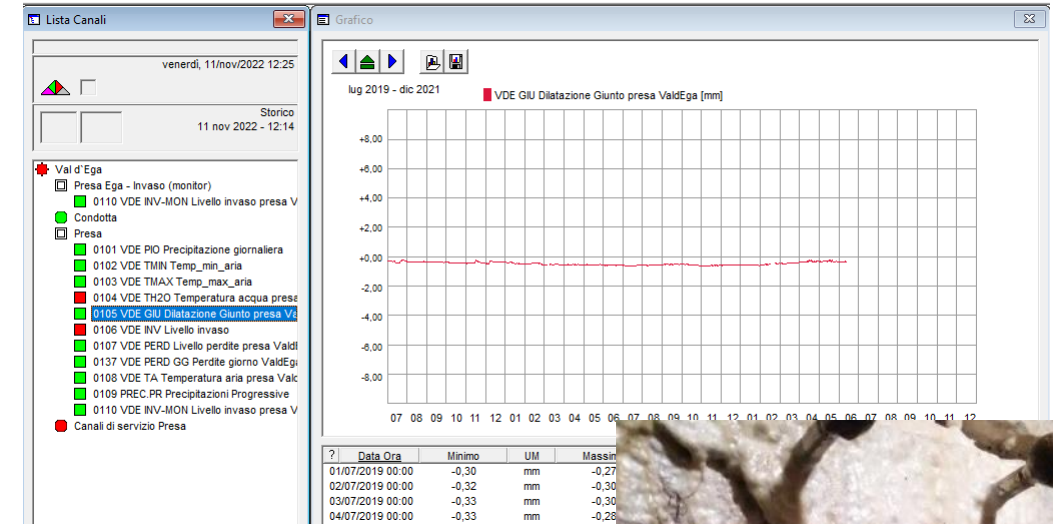 Lista Canali
venerdì, 11/nov/2022 12:25
Storico
11 nov 2022 - 12:14
Val d'Ega
Presa Ega - Invaso (monitor)
0110 VDE INV-MON Livello invaso presa V
Condotta
Presa
0101 VDE PIO Precipitazione giornaliera
0102 VDE TMIN Temp_min_aria
0103 VDE TMAX Temp_max_aria
0104 VDE TH2O Temperatura acqua presa
0105 VDE GIU Dilatazione Giunto presa Va
0106 VDE INV Livello invaso
0107 VDE PERD Livello perdite presa Valdl
0137 VDE PERD GG Perdite giorno ValdEga
0108 VDE TA Temperatura aria presa Vald
0109 PREC.PR Precipitazioni Progressive
0110 VDE INV-MON Livello invaso presa V
Canali di servizio Presa
Grafico
lug 2019 - dic 2021
VDE GIU Dilatazione Giunto presa ValdEga [mm]
+8,00
+6,00
+4,00
+2,00
+0,00
-2,00
-4,00
-6,00
-8,00
07 08 09 10 11 12 01 02 03 04 05 06 07 08 09 10 11 12 01 02 03 04 05 06 07 08 09 10 11 12
? Data Ora Minimo UM Massim
01/07/2019 00:00 -0,30 mm -0,27
02/07/2019 00:00 -0,32 mm -0,30
03/07/2019 00:00 -0,33 mm -0,30
04/07/2019 00:00 -0,33 mm -0,28